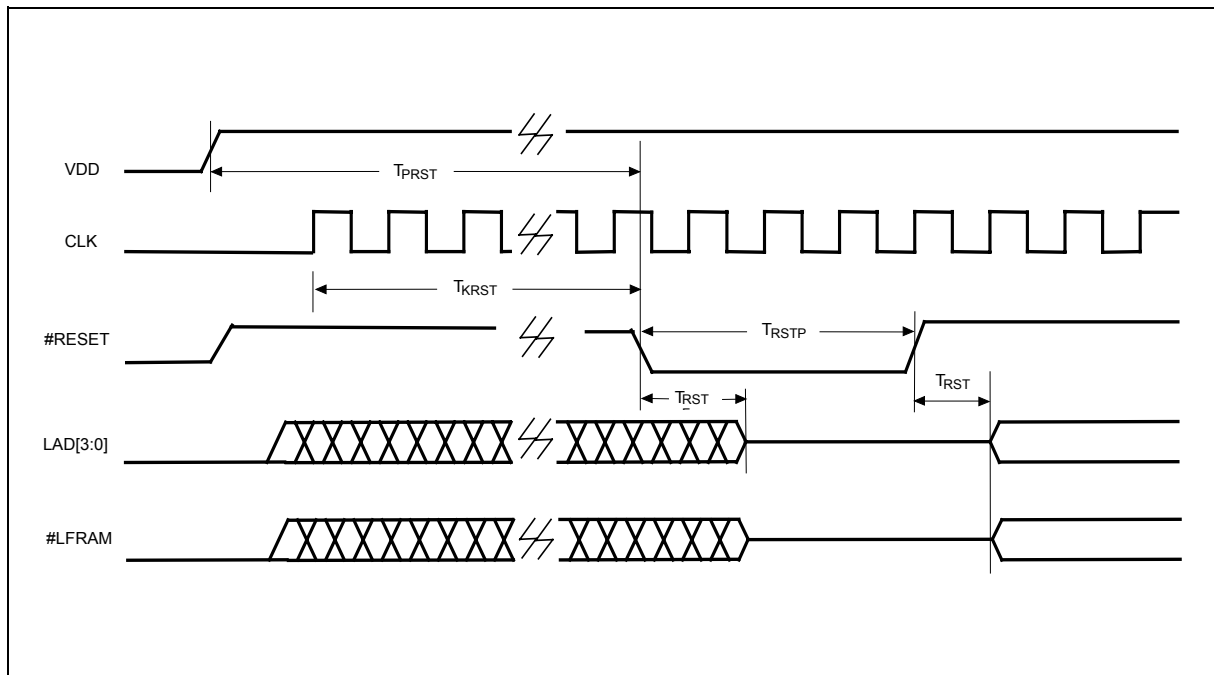 VDD
TPRST
CLK
TKRST
#RESET
TRSTP
TRST
TRST
LAD[3:0]
#LFRAM